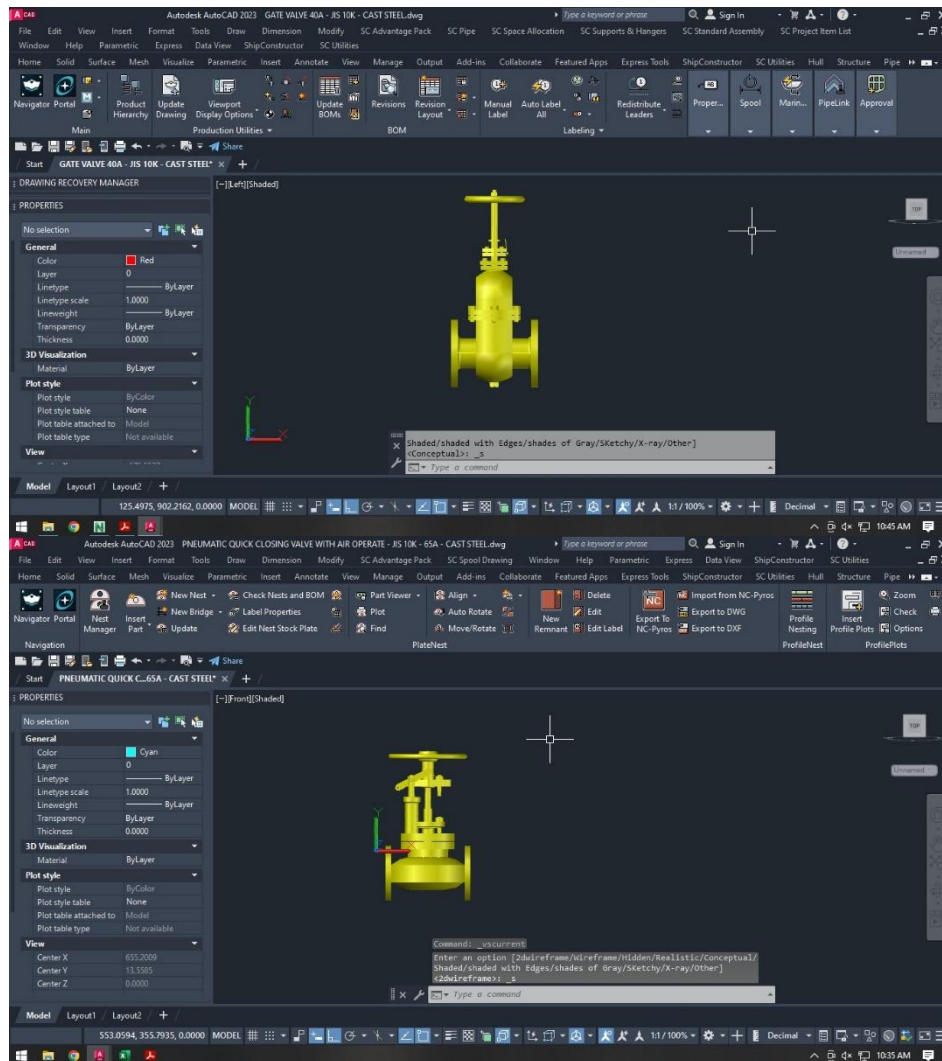 A CAD Autodesk AutoCAD 2023 GATE VALVE 40A - JIS 10K - CAST STEEL.dwg Type a keyword or phrase Sign In
File Edit View Insert Format Tools Draw Dimension Modify SC Advantage Pack SC Pipe SC Space Allocation SC Supports & Hangers SC Standard Assembly SC Project Item List
Window Help Parametric Express Data View ShipConstructor SC Utilities
Home Solid Surface Mesh Visualize Parametric Insert Annotate View Manage Output Add-ins Collaborate Featured Apps Express Tools ShipConstructor SC Utilities Hull Structure Pipe
Navigator Portal Product Hierarchy Update Drawing Viewport Display Options Update BOMs Revisions Revision Layout Manual Label Auto Label All Redistribute Leaders Proper... Spool Marin... PipeLink Approval
Main Production Utilities BOM Labeling
Share
Start GATE VALVE 40A - JIS 10K - CAST STEEL*
DRAWING RECOVERY MANAGER
[-][Left][Shaded]
PROPERTIES
TOP
No selection
Unnamed
General
Color Red
Layer 0
Linetype ByLayer
Linetype scale 1.0000
Lineweight ByLayer
Transparency ByLayer
Thickness 0.0000
3D Visualization
Material ByLayer
Plot style
Plot style ByColor
Plot style table None
Plot table attached to Model
Plot table type Not available
View
Y
X
Shaded/shaded with Edges/shades of Gray/SKetchy/X-ray/Other]
<Conceptual>: _s
Type a command
Model Layout1 Layout2 +
125.4975, 902.2162, 0.0000 MODEL 1:1 / 100% Decimal
10:45 AM
A CAD Autodesk AutoCAD 2023 PNEUMATIC QUICK CLOSING VALVE WITH AIR OPERATE - JIS 10K - 65A - CAST STEEL.dwg Type a keyword or phrase Sign In
File Edit View Insert Format Tools Draw Dimension Modify SC Advantage Pack SC Spool Drawing Window Help Parametric Express Data View ShipConstructor SC Utilities
Home Solid Surface Mesh Visualize Parametric Insert Annotate View Manage Output Add-ins Collaborate Featured Apps Express Tools ShipConstructor SC Utilities Hull Structure Pipe
New Nest Check Nests and BOM Part Viewer Align Delete Import from NC-Pyros Zoom
Navigator Portal Nest Manager Insert Part New Bridge Label Properties Plot Auto Rotate New Remnant Edit Export To NC-Pyros Export to DWG Profile Nesting Insert Profile Plots Check
Update Edit Nest Stock Plate Find Move/Rotate Edit Label Export to DXF Options
Navigation PlateNest ProfileNest ProfilePlots
Share
Start PNEUMATIC QUICK C...65A - CAST STEEL*
PROPERTIES
[-][Front][Shaded]
No selection
TOP
General
Color Cyan
Layer 0
Unnamed
Linetype ByLayer
Linetype scale 1.0000
Lineweight ByLayer
Transparency ByLayer
Thickness 0.0000
3D Visualization
Material ByLayer
Plot style
Plot style ByColor
Plot style table None
Plot table attached to Model
Plot table type Not available
View
Center X 655.2009
Center Y 13.5505
Center Z 0.0000
Command: _vscurrent
Enter an option [2dwireframe/Wireframe/Hidden/Realistic/Conceptual/
Shaded/shaded with Edges/shades of Gray/SKetchy/X-ray/Other]
<2dwireframe>: _s
Type a command
Model Layout1 Layout2 +
553.0594, 355.7935, 0.0000 MODEL 1:1 / 100% Decimal
10:35 AM